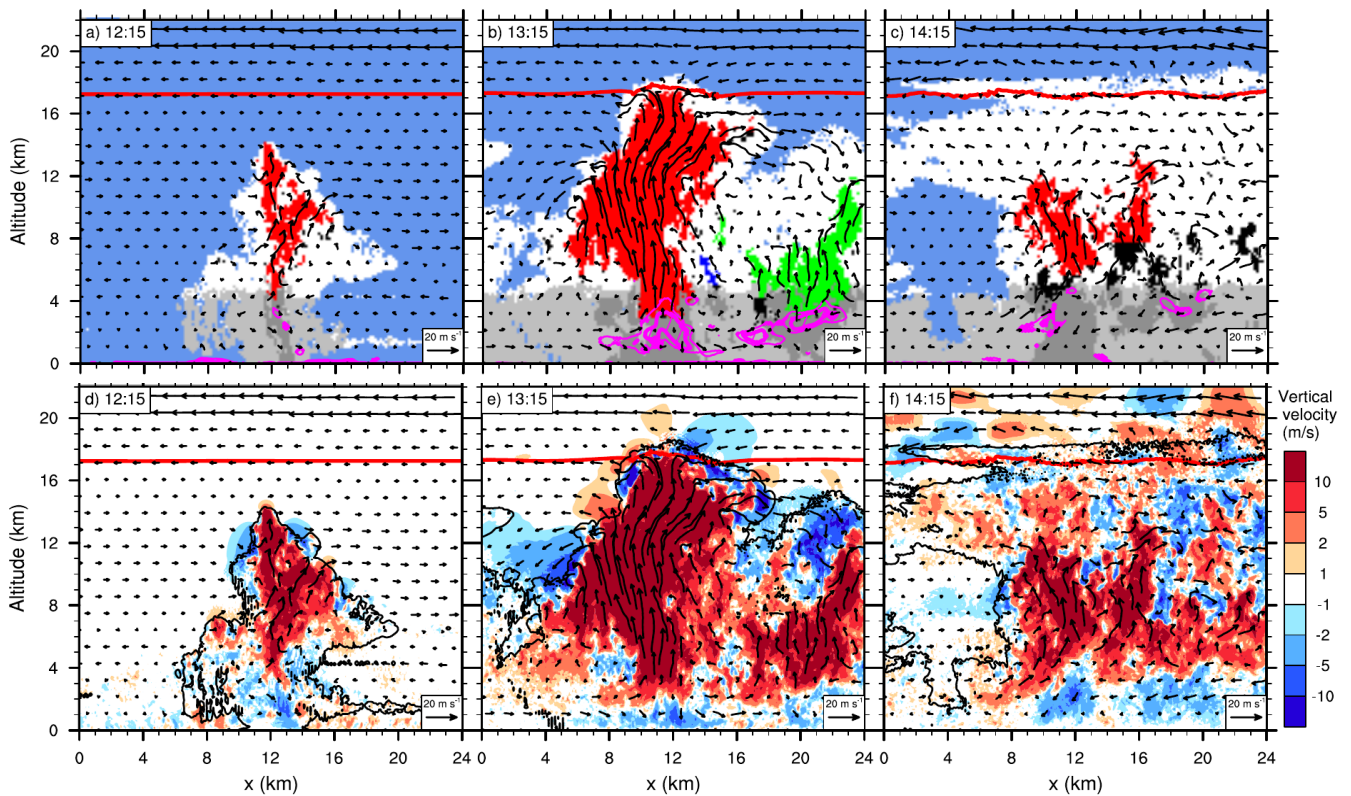 a) 12:15
b) 13:15
c) 14:15
20
16
12
8
4
0
Altitude (km)
20 m s⁻¹
20 m s⁻¹
20 m s⁻¹
d) 12:15
e) 13:15
f) 14:15
Vertical
velocity
(m/s)
20
16
12
8
4
0
Altitude (km)
10
5
2
1
-1
-2
-5
-10
20 m s⁻¹
20 m s⁻¹
20 m s⁻¹
0 4 8 12 16 20 24
0 4 8 12 16 20 24
0 4 8 12 16 20 24
x (km)
x (km)
x (km)